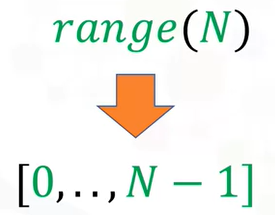 range(N)
[0,..,N − 1]